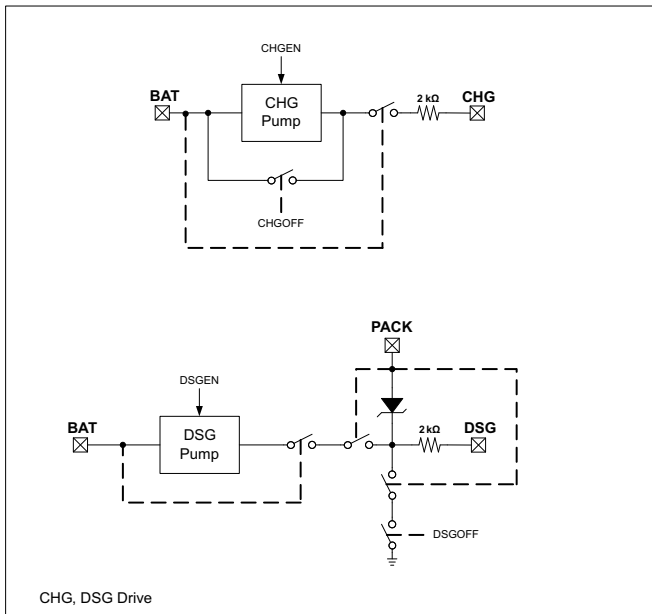 CHGEN
BAT
CHG
Pump
2 kΩ
CHG
CHGOFF
PACK
DSGEN
BAT
DSG
Pump
2 kΩ
DSG
DSGOFF
CHG, DSG Drive